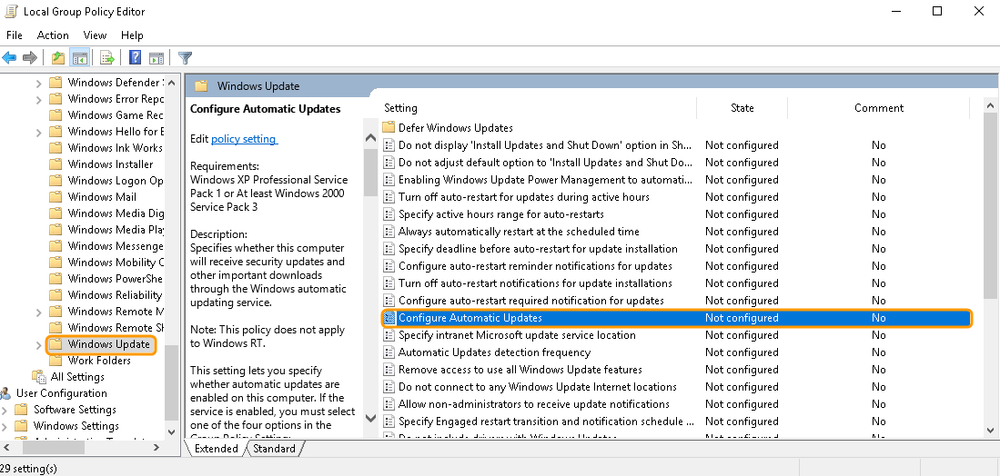 Local Group Policy Editor
File Action View Help
Windows Defender
Windows Error Repo
Windows Game Rec
Windows Hello for B
Windows Ink Works
Windows Installer
Windows Logon Op
Windows Mail
Windows Media Dig
Windows Media Pla
Windows Messenge
Windows Mobility C
Windows PowerShe
Windows Reliability
Windows Remote M
Windows Remote Sh
Windows Update
Work Folders
All Settings
User Configuration
Software Settings
Windows Settings
Windows Update
Configure Automatic Updates
Edit policy setting
Requirements:
Windows XP Professional Service
Pack 1 or At least Windows 2000
Service Pack 3
Description:
Specifies whether this computer
will receive security updates and
other important downloads
through the Windows automatic
updating service.
Note: This policy does not apply
to Windows RT.
This setting lets you specify
whether automatic updates are
enabled on this computer. If the
service is enabled, you must select
one of the four options in the
Group Policy Setting:
Setting State Comment
Defer Windows Updates
Do not display 'Install Updates and Shut Down' option in Sh... Not configured No
Do not adjust default option to 'Install Updates and Shut Do... Not configured No
Enabling Windows Update Power Management to automati... Not configured No
Turn off auto-restart for updates during active hours Not configured No
Specify active hours range for auto-restarts Not configured No
Always automatically restart at the scheduled time Not configured No
Specify deadline before auto-restart for update installation Not configured No
Configure auto-restart reminder notifications for updates Not configured No
Turn off auto-restart notifications for update installations Not configured No
Configure auto-restart required notification for updates Not configured No
Configure Automatic Updates Not configured No
Specify intranet Microsoft update service location Not configured No
Automatic Updates detection frequency Not configured No
Remove access to use all Windows Update features Not configured No
Do not connect to any Windows Update Internet locations Not configured No
Allow non-administrators to receive update notifications Not configured No
Specify Engaged restart transition and notification schedule ... Not configured No
Do not include drivers with Windows Updates Not configured No
Extended Standard
29 setting(s)